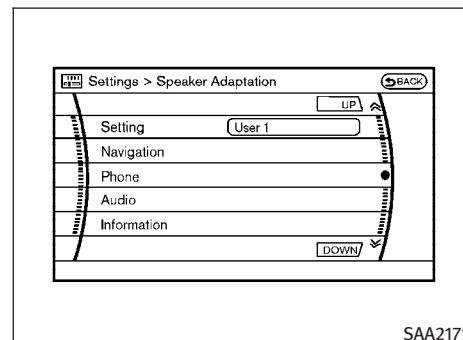 Settings > Speaker Adaptation BACK
UP
Setting User 1
Navigation
Phone
Audio
Information
DOWN